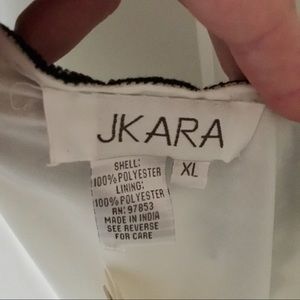 JKARA
XL
SHELL:
100% POLYESTER
LINING:
100% POLYESTER
RN: 97853
MADE IN INDIA
SEE REVERSE
FOR CARE